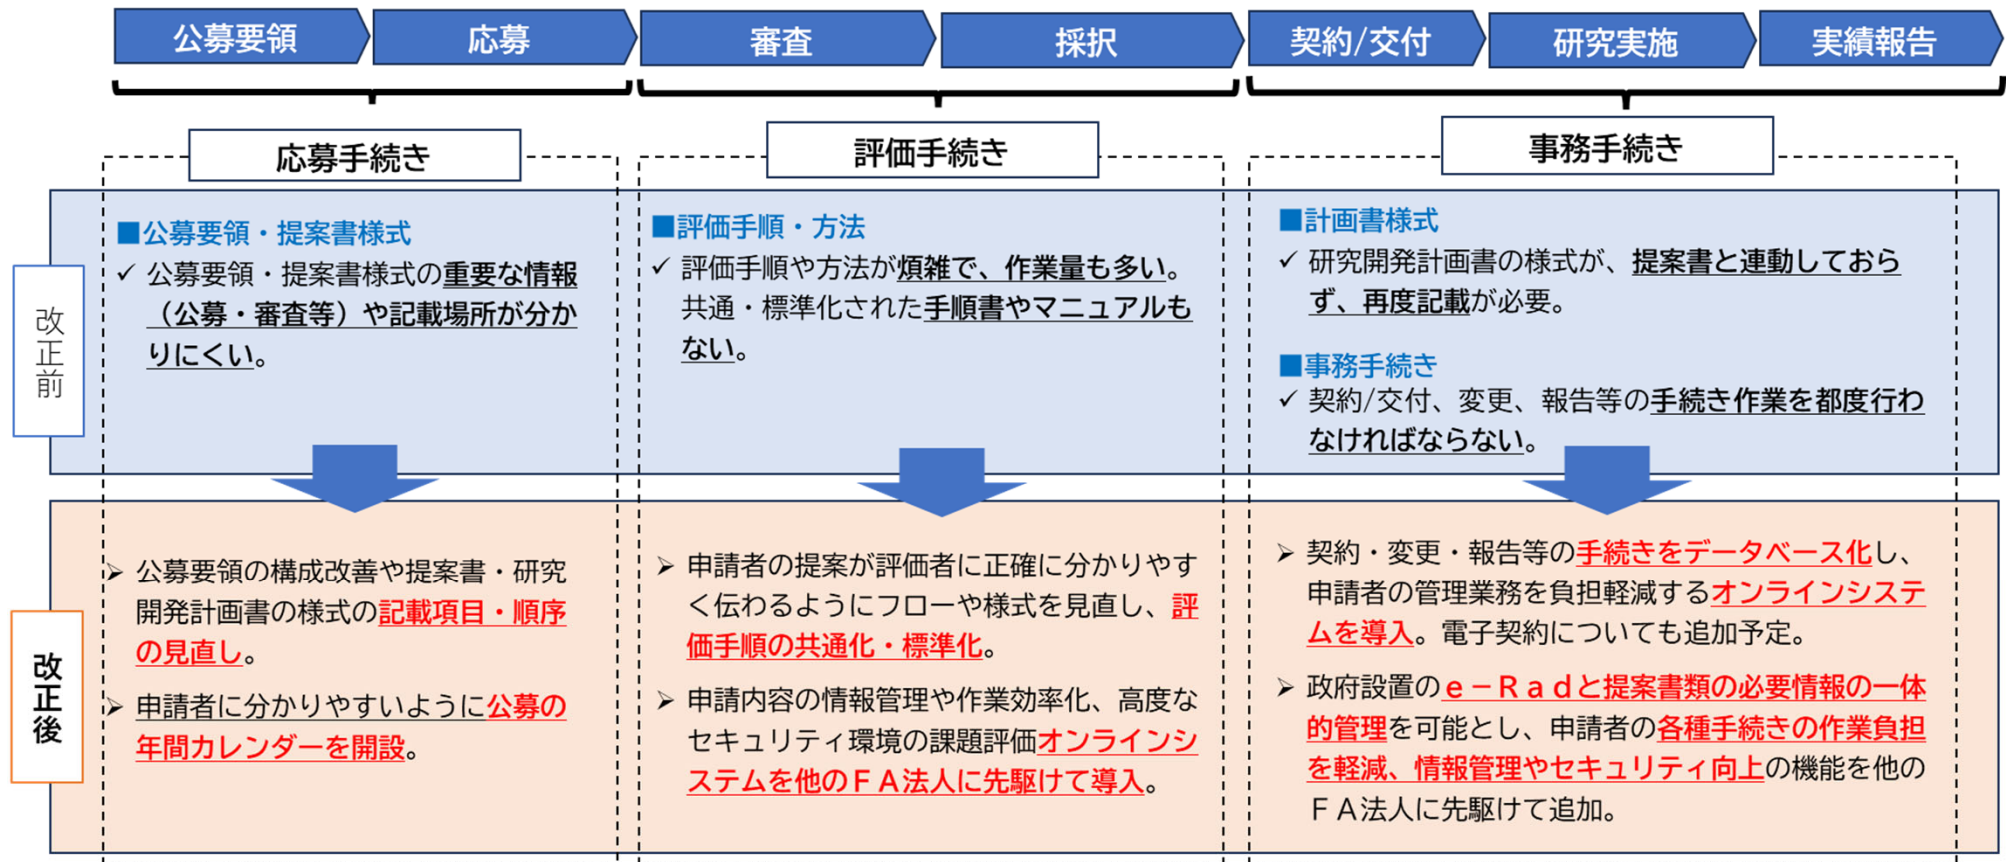 公募要領
応募
審査
採択
契約/交付
研究実施
実績報告
応募手続き
評価手続き
事務手続き
改正前
■公募要領・提案書様式
✓ 公募要領・提案書様式の重要な情報
（公募・審査等）や記載場所が分か
りにくい。
■評価手順・方法
✓ 評価手順や方法が煩雑で、作業量も多い。
共通・標準化された手順書やマニュアルも
ない。
■計画書様式
✓ 研究開発計画書の様式が、提案書と連動しておら
ず、再度記載が必要。
■事務手続き
✓ 契約/交付、変更、報告等の手続き作業を都度行わ
なければならない。
改正後
➢ 公募要領の構成改善や提案書・研究
開発計画書の様式の記載項目・順序
の見直し。
➢ 申請者に分かりやすいように公募の
年間カレンダーを開設。
➢ 申請者の提案が評価者に正確に分かりやす
く伝わるようにフローや様式を見直し、評
価手順の共通化・標準化。
➢ 申請内容の情報管理や作業効率化、高度な
セキュリティ環境の課題評価オンラインシ
ステムを他のＦＡ法人に先駆けて導入。
➢ 契約・変更・報告等の手続きをデータベース化し、
申請者の管理業務を負担軽減するオンラインシステ
ムを導入。電子契約についても追加予定。
➢ 政府設置のｅ－Ｒａｄと提案書類の必要情報の一体
的管理を可能とし、申請者の各種手続きの作業負担
を軽減、情報管理やセキュリティ向上の機能を他の
ＦＡ法人に先駆けて追加。